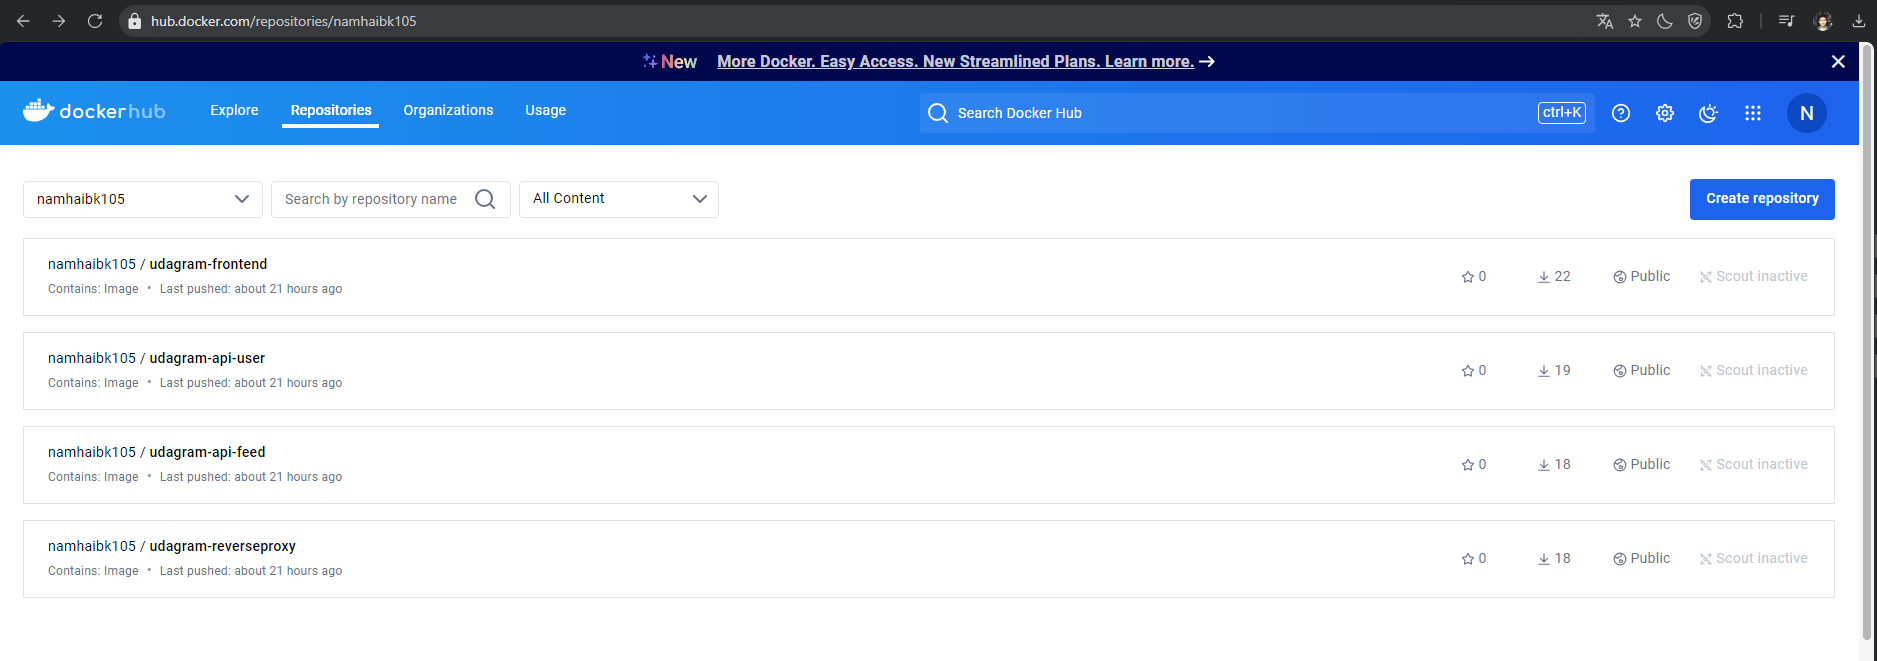 hub.docker.com/repositories/namhaibk105
New More Docker. Easy Access. New Streamlined Plans. Learn more.
dockerhub Explore Repositories Organizations Usage Search Docker Hub ctrl+K N
namhaibk105 Search by repository name All Content Create repository
namhaibk105 / udagram-frontend
Contains: Image • Last pushed: about 21 hours ago
0 22 Public Scout inactive
namhaibk105 / udagram-api-user
Contains: Image • Last pushed: about 21 hours ago
0 19 Public Scout inactive
namhaibk105 / udagram-api-feed
Contains: Image • Last pushed: about 21 hours ago
0 18 Public Scout inactive
namhaibk105 / udagram-reverseproxy
Contains: Image • Last pushed: about 21 hours ago
0 18 Public Scout inactive